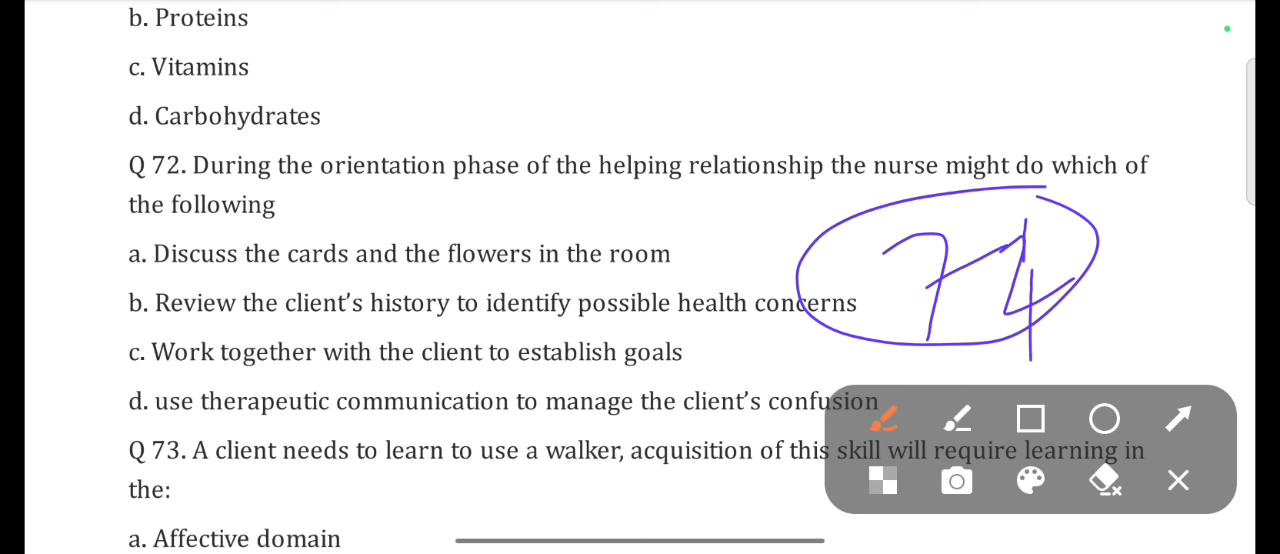 b. Proteins
c. Vitamins
d. Carbohydrates
Q 72. During the orientation phase of the helping relationship the nurse might do which of
the following
74
a. Discuss the cards and the flowers in the room
b. Review the client’s history to identify possible health concerns
c. Work together with the client to establish goals
d. use therapeutic communication to manage the client’s confusion
Q 73. A client needs to learn to use a walker, acquisition of this skill will require learning in
the:
a. Affective domain